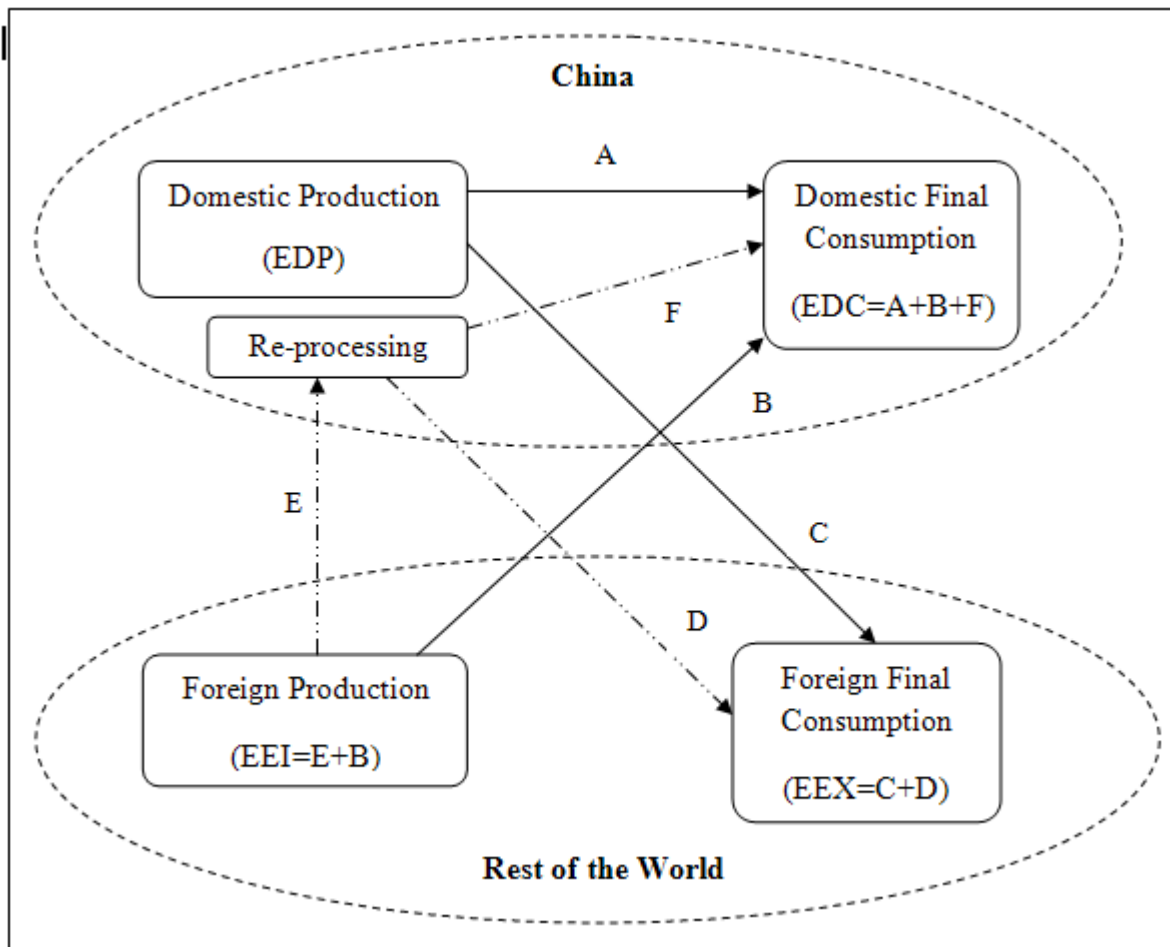 China
A
Domestic Production
(EDP)
Domestic Final
Consumption
(EDC=A+B+F)
F
Re-processing
B
E
C
D
Foreign Production
(EEI=E+B)
Foreign Final
Consumption
(EEX=C+D)
Rest of the World